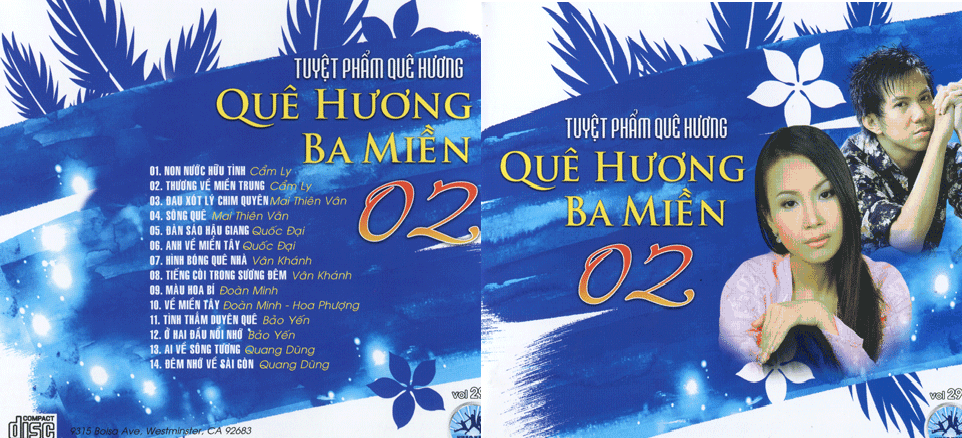 TUYỆT PHẨM QUÊ HƯƠNG
QUÊ HƯƠNG
BA MIỀN
02
01. NON NƯỚC HỮU TÌNH Cẩm Ly
02. THƯƠNG VỀ MIỀN TRUNG Cẩm Ly
03. ĐAU XÓT LÝ CHIM QUYÊN Mai Thiên Vân
04. SÔNG QUÊ Mai Thiên Vân
05. ĐÀN SÁO HẬU GIANG Quốc Đại
06. ANH VỀ MIỀN TÂY Quốc Đại
07. HÌNH BÓNG QUÊ NHÀ Vân Khánh
08. TIẾNG CÒI TRONG SƯƠNG ĐÊM Vân Khánh
09. MÀU HOA BÍ Đoàn Minh
10. VỀ MIỀN TÂY Đoàn Minh - Hoa Phượng
11. TÌNH THẮM DUYÊN QUÊ Bảo Yến
12. Ở HAI ĐẦU NỖI NHỚ Bảo Yến
13. AI VỀ SÔNG TƯƠNG Quang Dũng
14. ĐÊM NHỚ VỀ SÀI GÒN Quang Dũng
vol 29
COMPACT
disc
9315 Bolsa Ave. Westminster, CA 92683
TUYỆT PHẨM QUÊ HƯƠNG
QUÊ HƯƠNG
BA MIỀN
02
vol 29